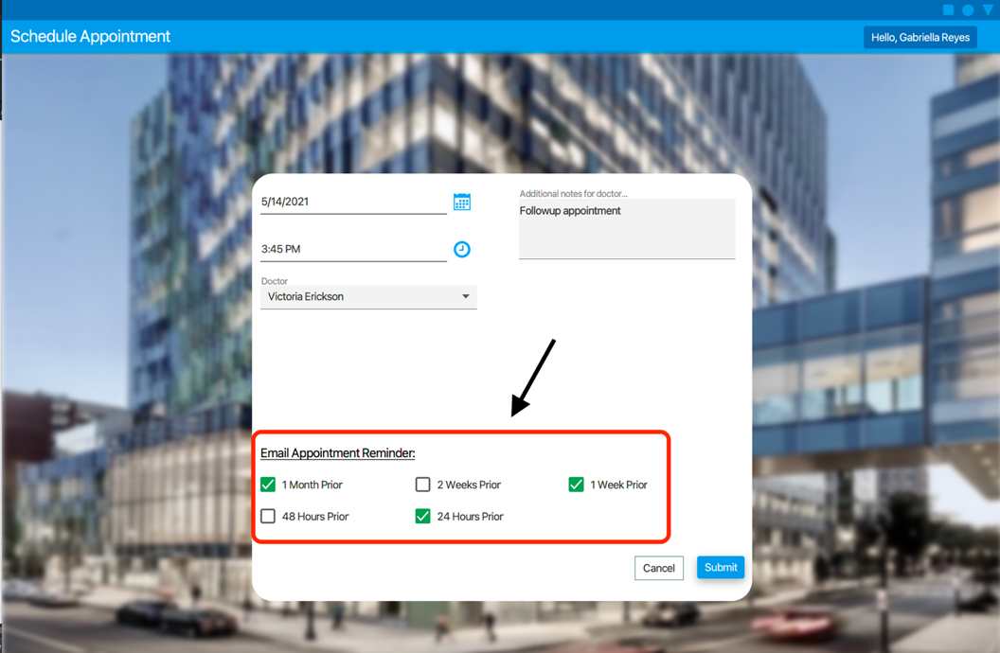 Schedule Appointment
Hello, Gabriella Reyes
5/14/2021
3:45 PM
Doctor
Victoria Erickson
Additional notes for doctor...
Followup appointment
Email Appointment Reminder:
1 Month Prior
2 Weeks Prior
1 Week Prior
48 Hours Prior
24 Hours Prior
Cancel
Submit